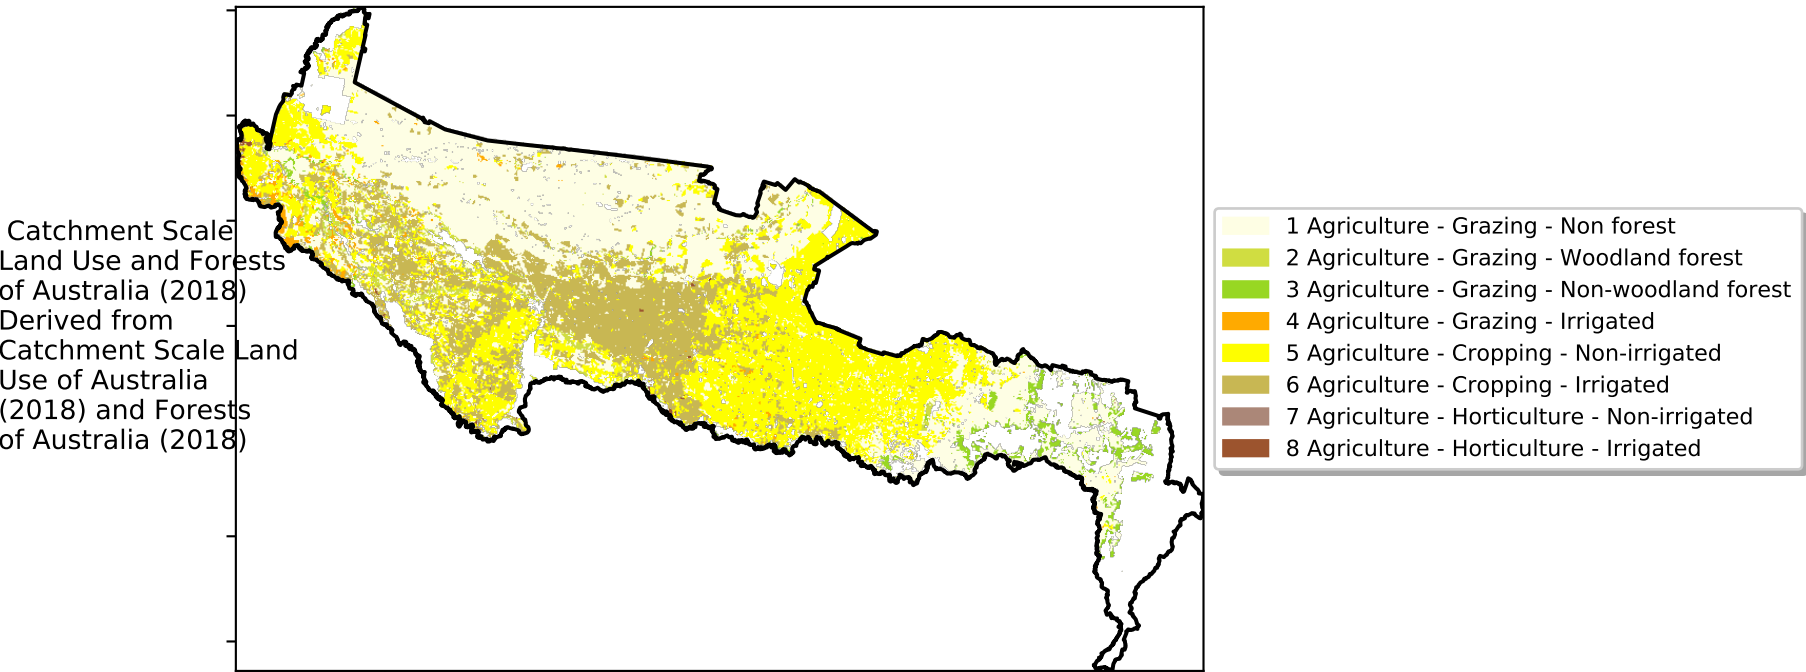 Catchment Scale
Land Use and Forests
of Australia (2018)
Derived from
Catchment Scale Land
Use of Australia
(2018) and Forests
of Australia (2018)
1 Agriculture - Grazing - Non forest
2 Agriculture - Grazing - Woodland forest
3 Agriculture - Grazing - Non-woodland forest
4 Agriculture - Grazing - Irrigated
5 Agriculture - Cropping - Non-irrigated
6 Agriculture - Cropping - Irrigated
7 Agriculture - Horticulture - Non-irrigated
8 Agriculture - Horticulture - Irrigated